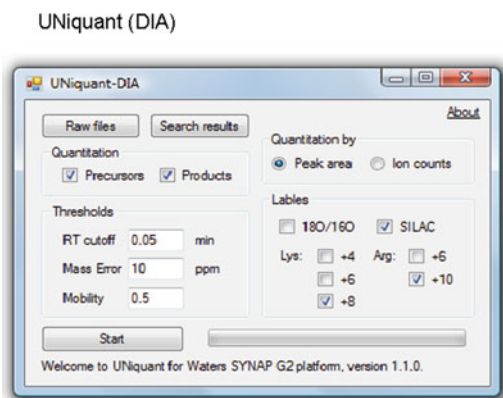 UNiquant (DIA)
UNiquant-DIA
About
Raw files Search results
Quantitation by
Peak area Ion counts
Quantitation
Precursors Products
Lables
18O/16O SILAC
Thresholds
RT cutoff 0.05 min
Lys: +4 Arg: +6
Mass Error 10 ppm
+6 +10
Mobility 0.5
+8
Start
Welcome to UNiquant for Waters SYNAP G2 platform, version 1.1.0.